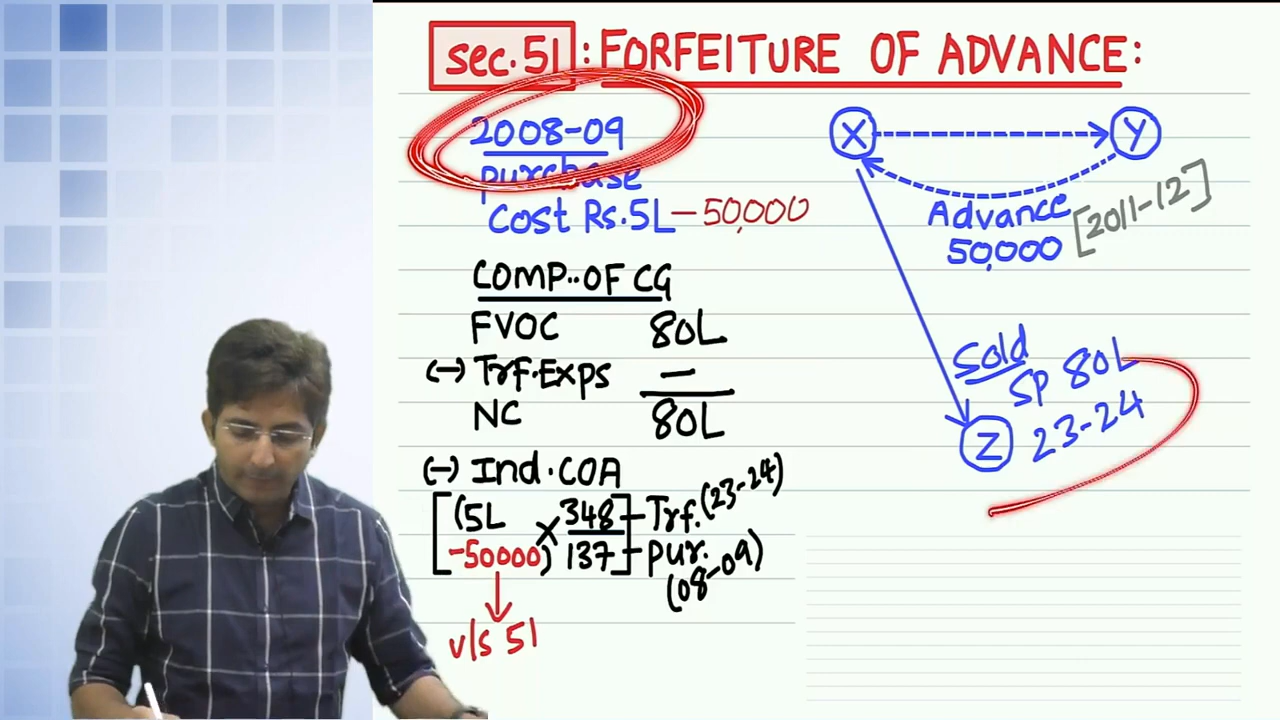 sec.51 : FORFEITURE OF ADVANCE:
2008-09
purchase
Cost Rs.5L - 50,000
X
Y
Advance
50,000
[2011-12]
COMP. OF CG
FVOC 80L
(-) Trf. Exps —
NC 80L
(-) Ind. COA
[(5L - 50000) × 348/137]
Trf. (23-24)
Pur. (08-09)
v/s 51
Sold
SP 80L
23-24
Z